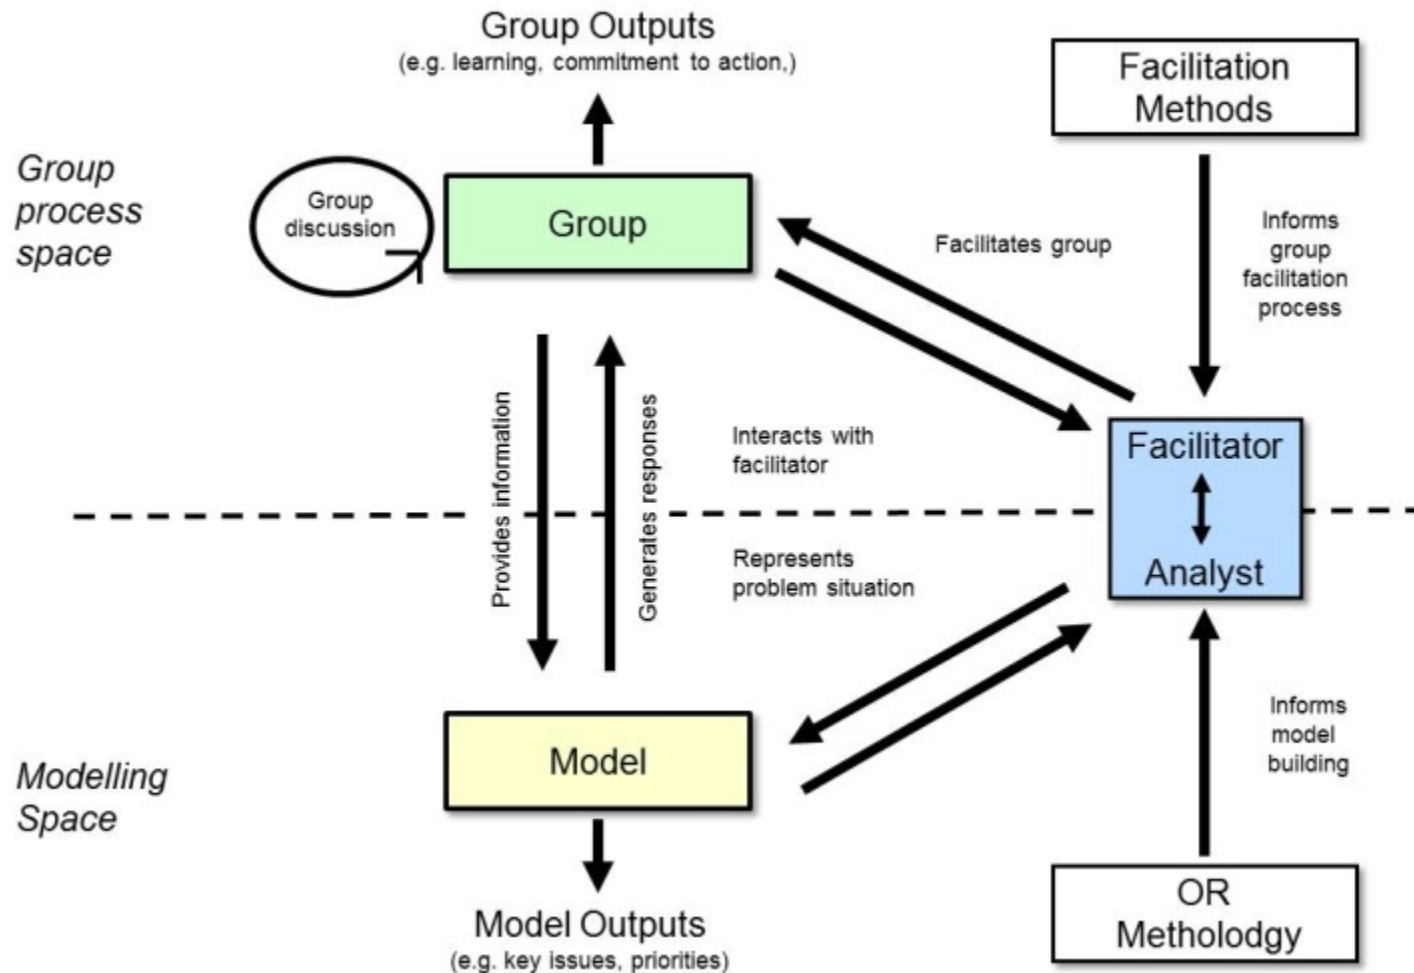 Group Outputs
(e.g. learning, commitment to action,)
Facilitation
Methods
Group
process
space
Group
discussion
Group
Facilitates group
Informs
group
facilitation
process
Provides information
Generates responses
Interacts with
facilitator
Facilitator
Analyst
Represents
problem situation
Modelling
Space
Model
Informs
model
building
Model Outputs
(e.g. key issues, priorities)
OR
Metholodgy